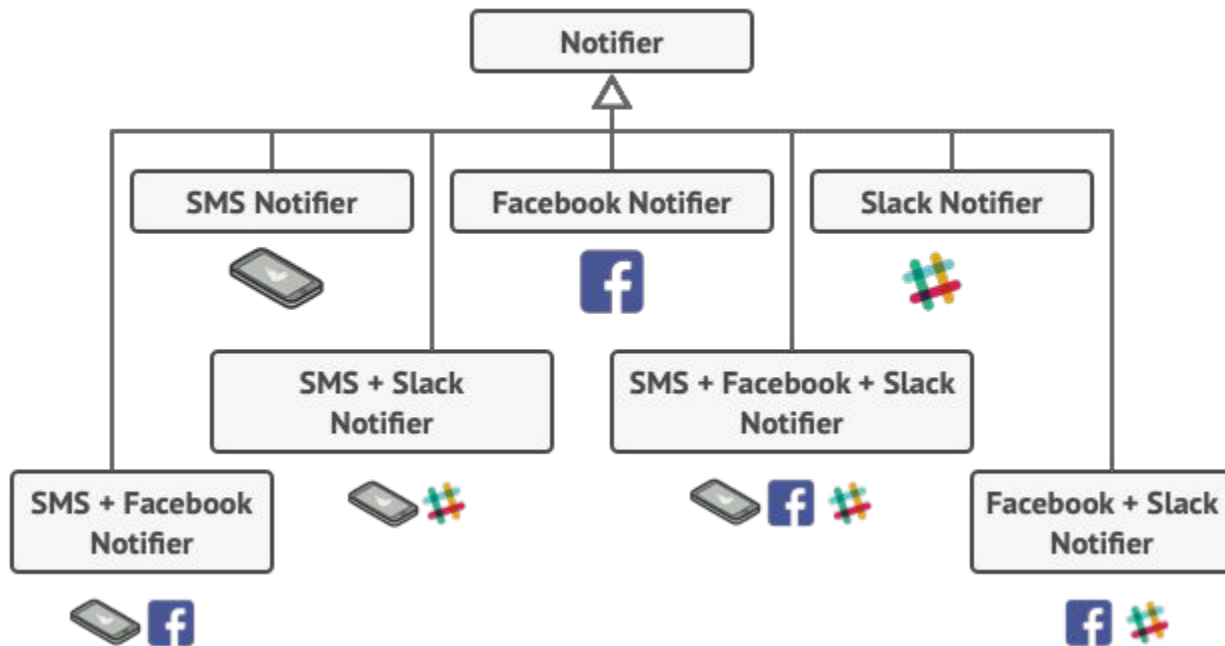 Notifier
SMS Notifier
Facebook Notifier
Slack Notifier
SMS + Slack
Notifier
SMS + Facebook + Slack
Notifier
SMS + Facebook
Notifier
Facebook + Slack
Notifier